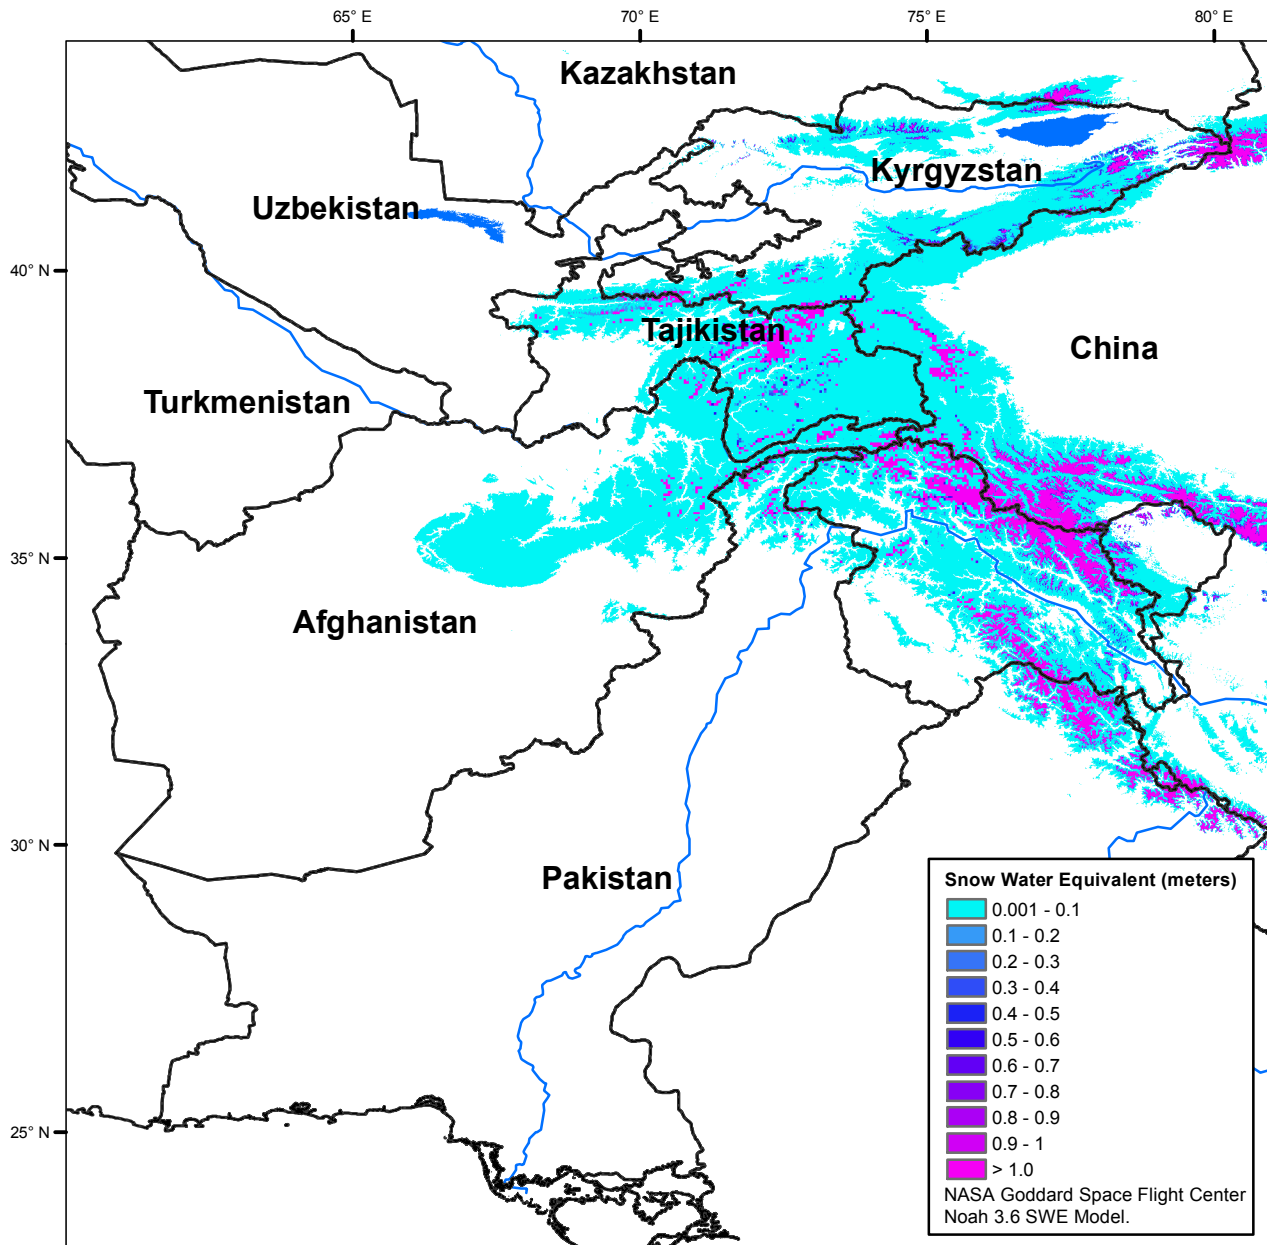 65° E
70° E
75° E
80° E
Kazakhstan
Kyrgyzstan
Uzbekistan
40° N
Tajikistan
China
Turkmenistan
35° N
Afghanistan
30° N
Pakistan
25° N
Snow Water Equivalent (meters)
0.001 - 0.1
0.1 - 0.2
0.2 - 0.3
0.3 - 0.4
0.4 - 0.5
0.5 - 0.6
0.6 - 0.7
0.7 - 0.8
0.8 - 0.9
0.9 - 1
> 1.0
NASA Goddard Space Flight Center
Noah 3.6 SWE Model.